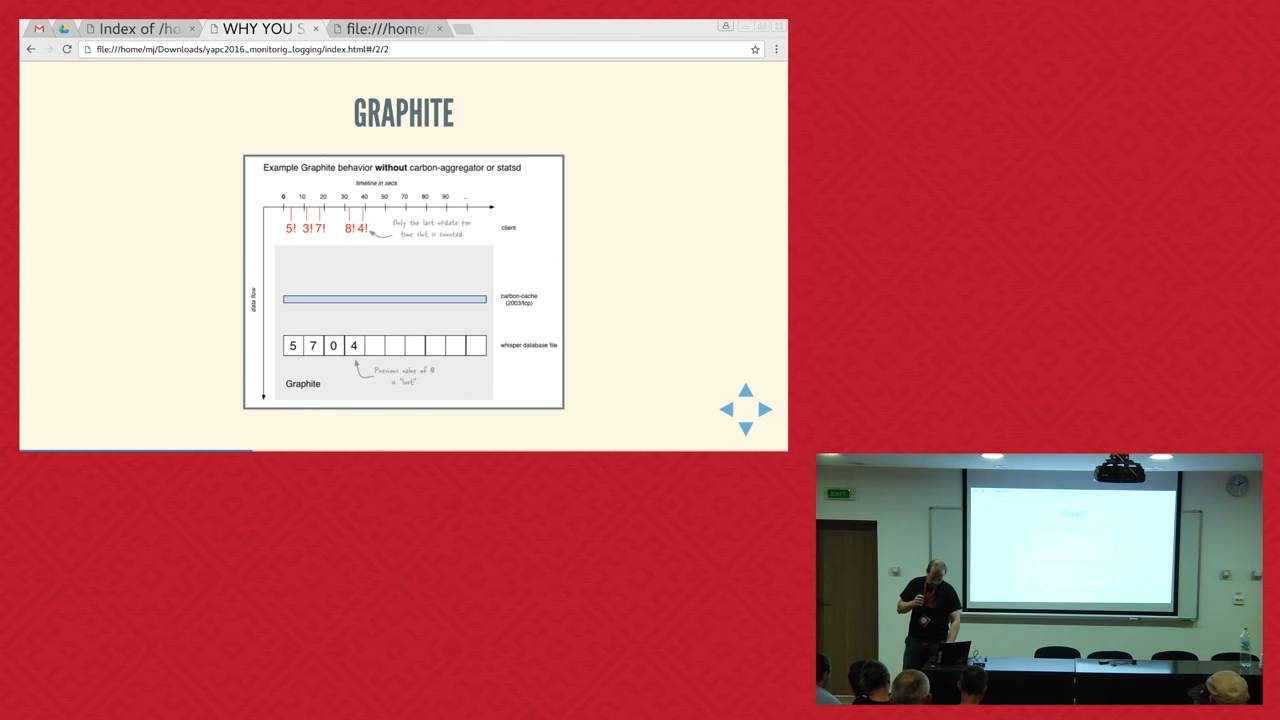 Index of /ho
WHY YOU S
file:///home/
file:///home/mj/Downloads/yapc2016_monitorig_logging/index.html#/2/2
GRAPHITE
Example Graphite behavior without carbon-aggregator or statsd
timeline in secs
0 10 20 30 40 50 70 80 90 ...
5! 3! 7! 8! 4!
Only the last update per
time slot is counted.
client
data flow
carbon-cache
(2003/tcp)
5 7 0 4
whisper database file
Previous value of 8
is "lost"
Graphite
EXIT
GRAPHITE